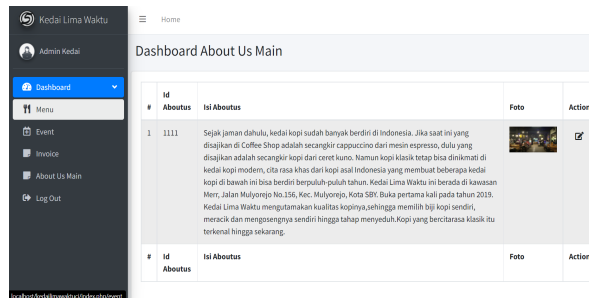 Kedai Lima Waktu
Home
Admin Kedai
Dashboard About Us Main
Dashboard
Menu
Event
Invoice
About Us Main
Log Out
# Id Aboutus Isi Aboutus Foto Action
1 1111 Sejak jaman dahulu, kedai kopi sudah banyak berdiri di Indonesia. Jika saat ini yang
disajikan di Coffee Shop adalah secangkir cappuccino dari mesin espresso, dulu yang
disajikan adalah secangkir kopi dari ceret kuno. Namun kopi klasik tetap bisa dinikmati di
kedai kopi modern, cita rasa khas dari kopi asal Indonesia yang membuat beberapa kedai
kopi di bawah ini bisa berdiri berpuluh-puluh tahun. Kedai Lima Waktu ini berada di kawasan
Merr, Jalan Mulyorejo No.156, Kec. Mulyorejo, Kota SBY. Buka pertama kali pada tahun 2019.
Kedai Lima Waktu mengutamakan kualitas kopinya,sehingga memilih biji kopi sendiri,
meracik dan mengosengnya sendiri hingga tahap menyeduh.Kopi yang bercitarasa klasik itu
terkenal hingga sekarang.
# Id Aboutus Isi Aboutus Foto Action
localhost/kedailimawaktuci/index.php/event